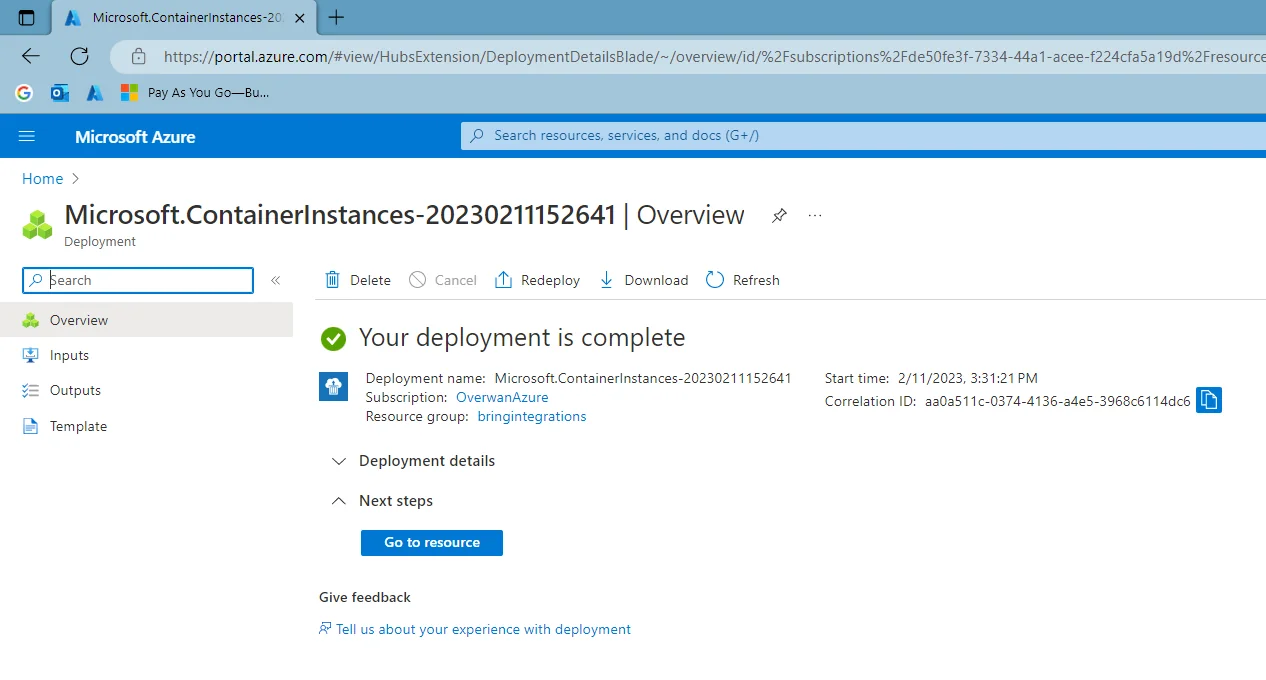 Microsoft.ContainerInstances-20
https://portal.azure.com/#view/HubsExtension/DeploymentDetailsBlade/~/overview/id/%2Fsubscriptions%2Fde50fe3f-7334-44a1-acee-f224cfa5a19d%2Fresource
Pay As You Go—Bu...
Microsoft Azure
Search resources, services, and docs (G+/)
Home
Microsoft.ContainerInstances-20230211152641 | Overview
Deployment
Search
Delete
Cancel
Redeploy
Download
Refresh
Overview
Inputs
Outputs
Template
Your deployment is complete
Deployment name: Microsoft.ContainerInstances-20230211152641
Subscription: OverwanAzure
Resource group: bringintegrations
Start time: 2/11/2023, 3:31:21 PM
Correlation ID: aa0a511c-0374-4136-a4e5-3968c6114dc6
Deployment details
Next steps
Go to resource
Give feedback
Tell us about your experience with deployment